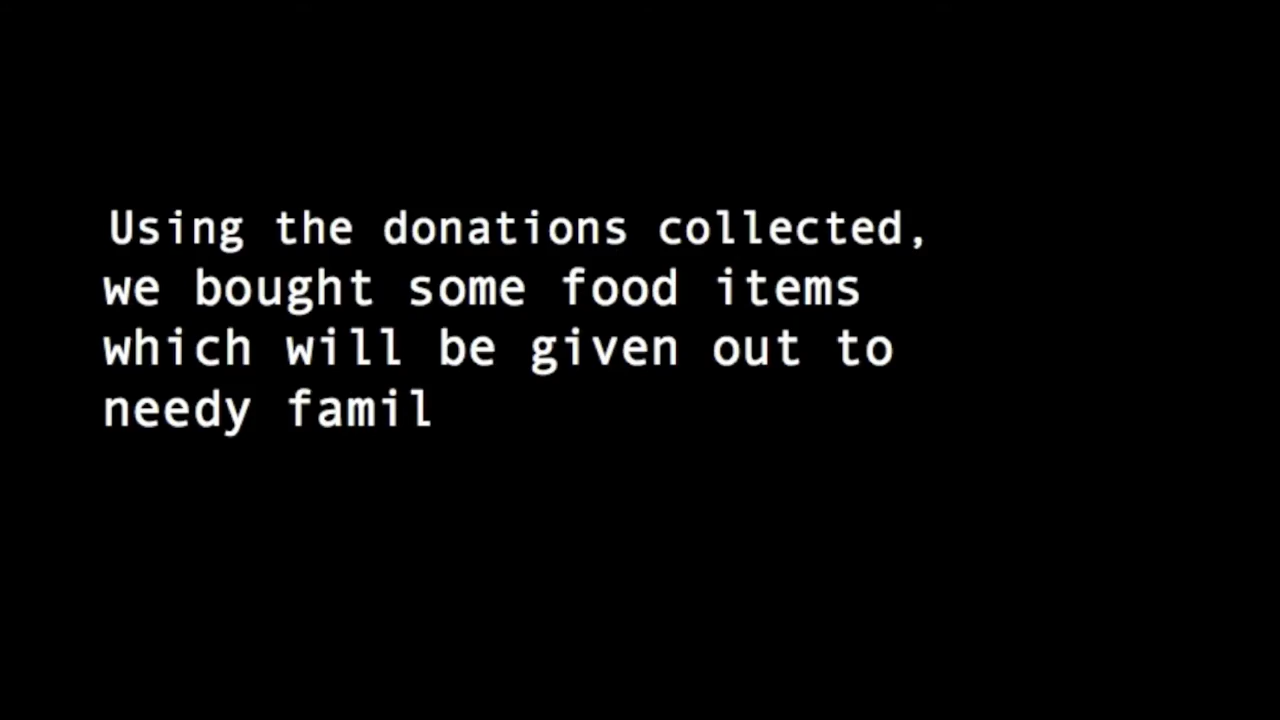 Using the donations collected,
we bought some food items
which will be given out to
needy famil